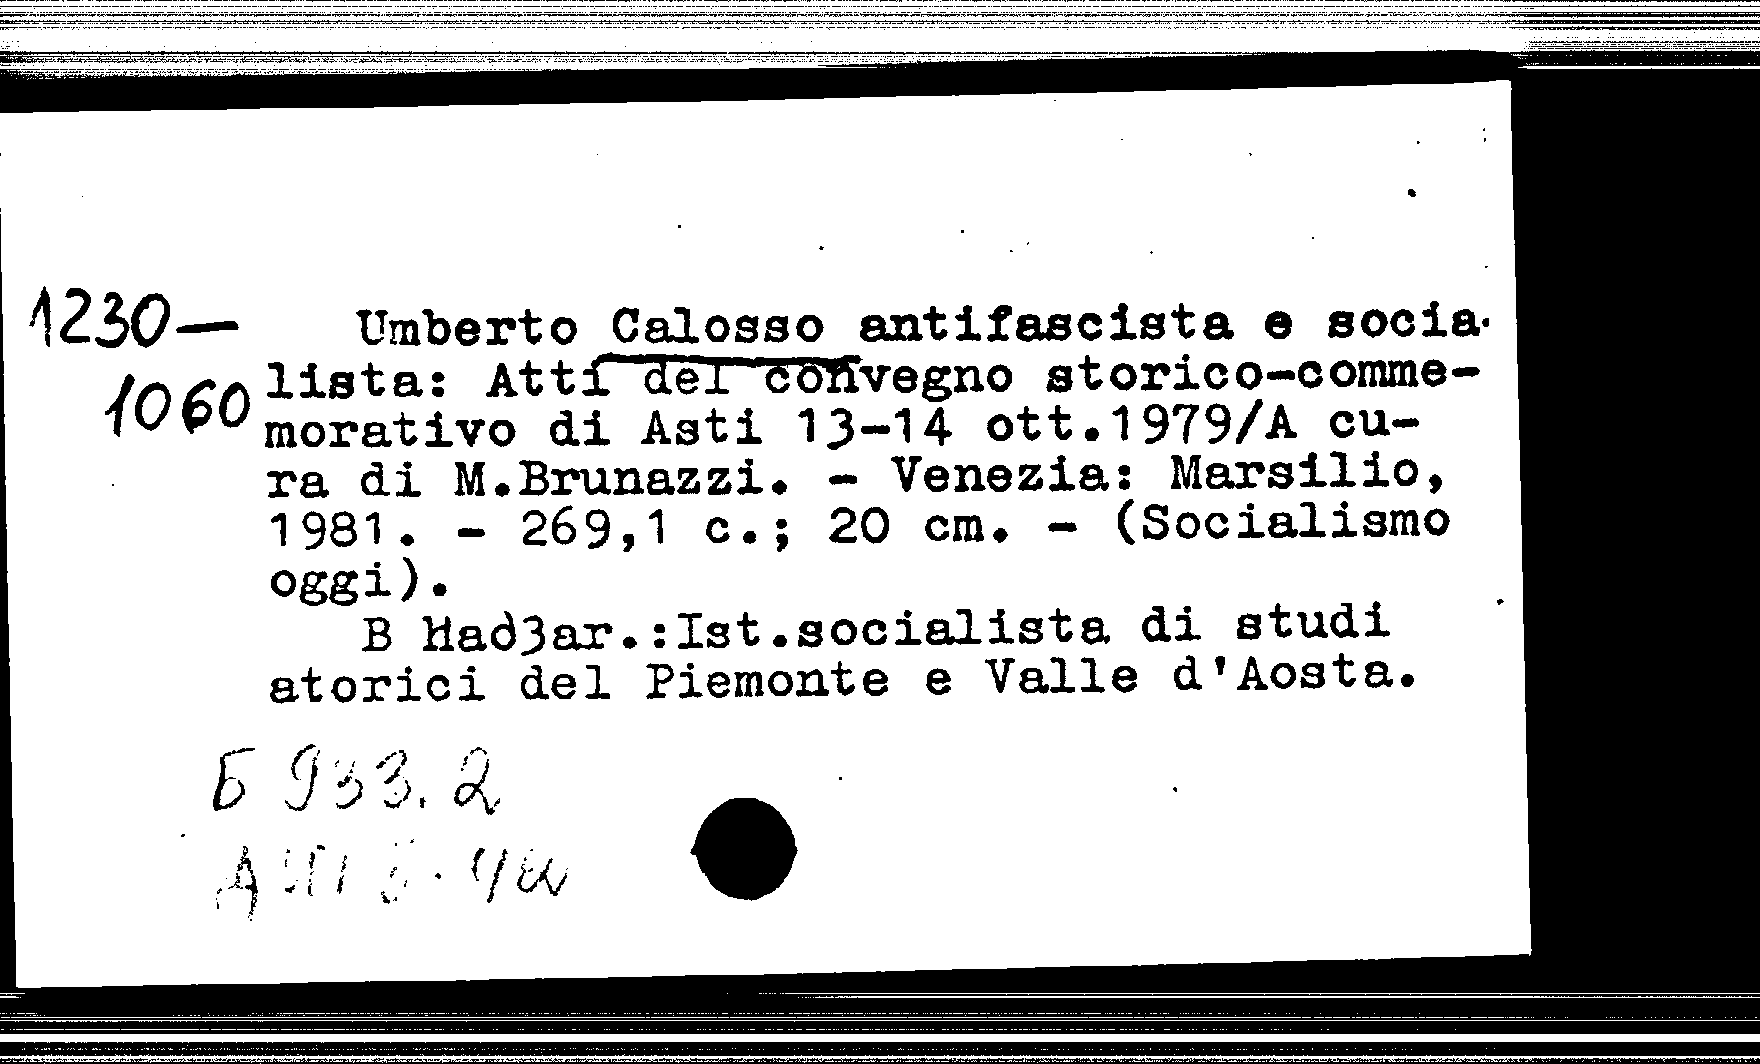 1230—
1060
Umberto Calosso antifascista e socia-
lista: Atti del convegno storico-comme-
morativo di Asti 13-14 ott.1979/A cu-
ra di M.Brunazzi. - Venezia: Marsilio,
1981. - 269,1 c.; 20 cm. - (Socialismo
oggi).
В Надзаг.:Ist.socialista di studi
atorici del Piemonte e Valle d'Aosta.
Б 933.2